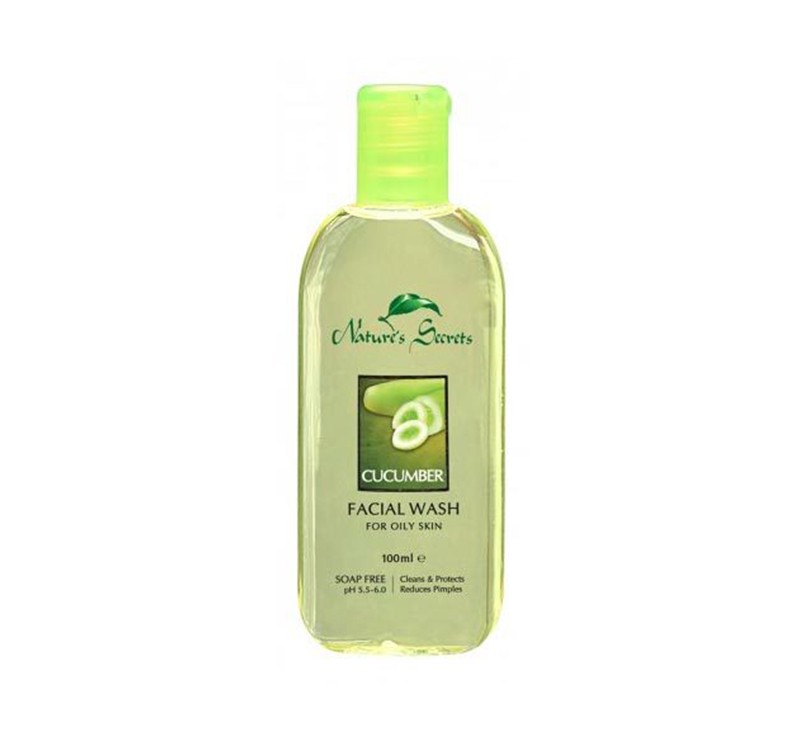 Nature's Secrets
CUCUMBER
FACIAL WASH
FOR OILY SKIN
100ml ℮
SOAP FREE
pH 5.5-6.0
Cleans & Protects
Reduces Pimples